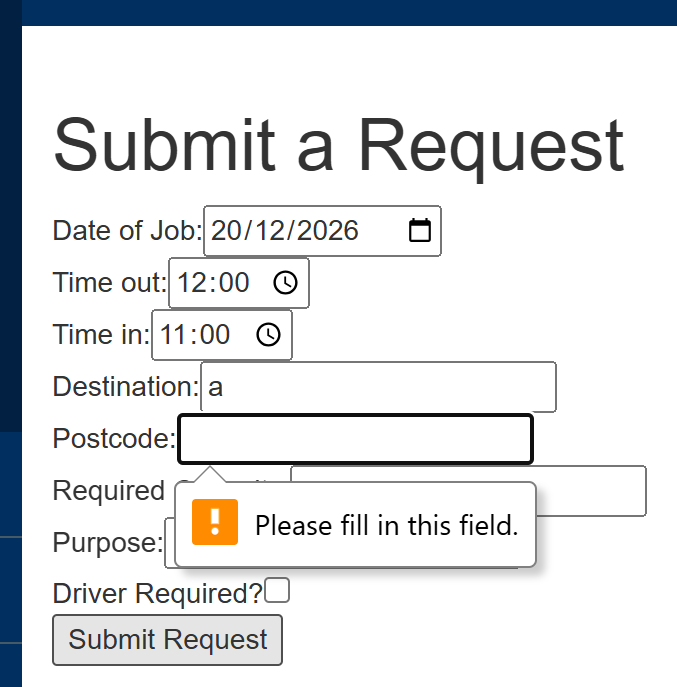 Submit a Request
Date of Job: 20/12/2026
Time out: 12:00
Time in: 11:00
Destination: a
Postcode:
Required
Please fill in this field.
Purpose:
Driver Required?
Submit Request